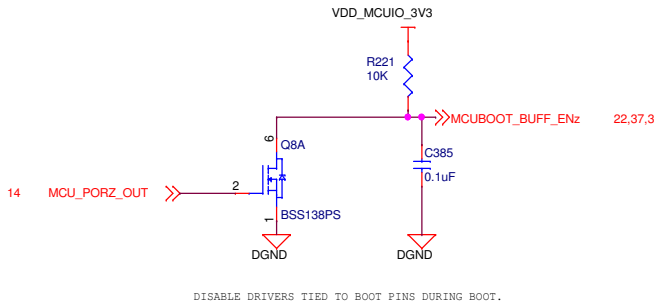 VDD_MCUIO_3V3
R221
10K
MCUBOOT_BUFF_ENz 22,37,3
6
Q8A
C385
0.1uF
14 MCU_PORZ_OUT 2
1
BSS138PS
DGND DGND
DISABLE DRIVERS TIED TO BOOT PINS DURING BOOT.